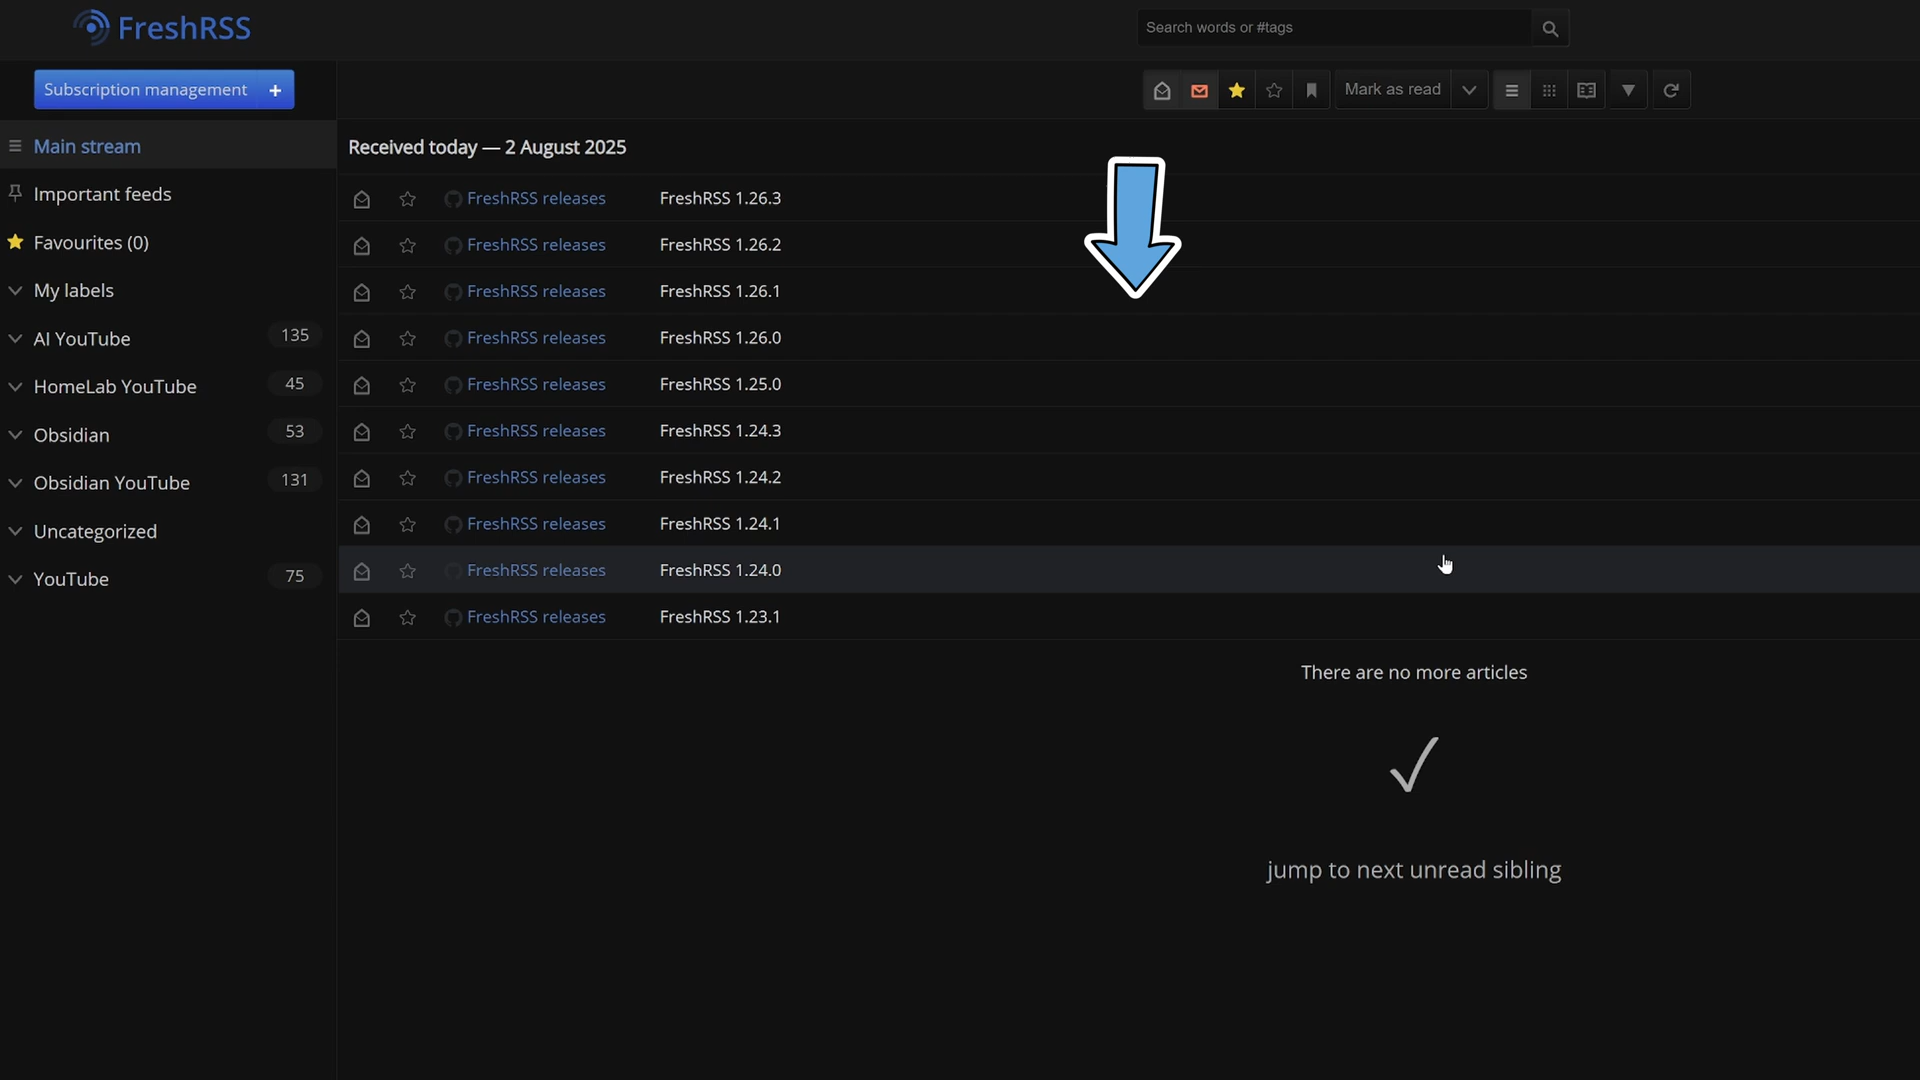 FreshRSS
Search words or #tags
Subscription management +
Mark as read
Main stream
Important feeds
Favourites (0)
My labels
AI YouTube 135
HomeLab YouTube 45
Obsidian 53
Obsidian YouTube 131
Uncategorized
YouTube 75
Received today — 2 August 2025
FreshRSS releases FreshRSS 1.26.3
FreshRSS releases FreshRSS 1.26.2
FreshRSS releases FreshRSS 1.26.1
FreshRSS releases FreshRSS 1.26.0
FreshRSS releases FreshRSS 1.25.0
FreshRSS releases FreshRSS 1.24.3
FreshRSS releases FreshRSS 1.24.2
FreshRSS releases FreshRSS 1.24.1
FreshRSS releases FreshRSS 1.24.0
FreshRSS releases FreshRSS 1.23.1
There are no more articles
jump to next unread sibling